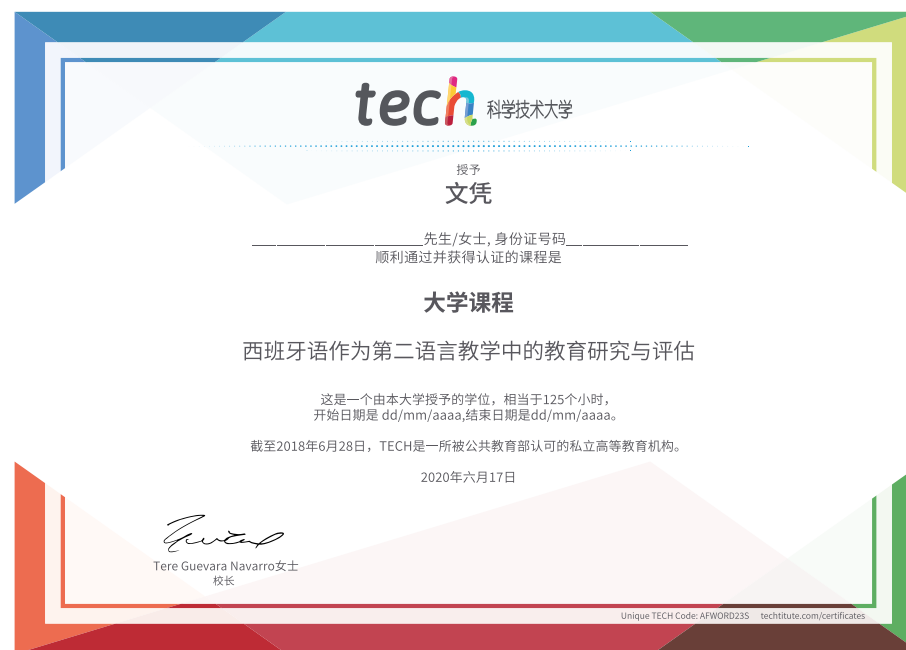 tech 科学技术大学
授予
文凭
____________________先生/女士, 身份证号码_______________
顺利通过并获得认证的课程是
大学课程
西班牙语作为第二语言教学中的教育研究与评估
这是一个由本大学授予的学位，相当于125个小时，
开始日期是 dd/mm/aaaa,结束日期是dd/mm/aaaa。
截至2018年6月28日，TECH是一所被公共教育部认可的私立高等教育机构。
2020年六月17日
Tere Guevara Navarro女士
校长
Unique TECH Code: AFWORD23S techtitute.com/certificates